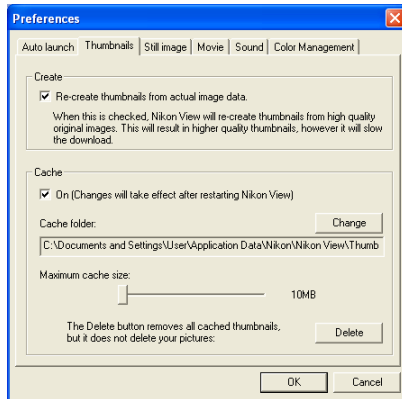 Preferences
Auto launch Thumbnails Still image Movie Sound Color Management
Create
Re-create thumbnails from actual image data.
When this is checked, Nikon View will re-create thumbnails from high quality
original images. This will result in higher quality thumbnails, however it will slow
the download.
Cache
On (Changes will take effect after restarting Nikon View)
Cache folder:
Change
C:\Documents and Settings\User\Application Data\Nikon\Nikon View\Thumb
Maximum cache size:
10MB
The Delete button removes all cached thumbnails,
but it does not delete your pictures:
Delete
OK Cancel